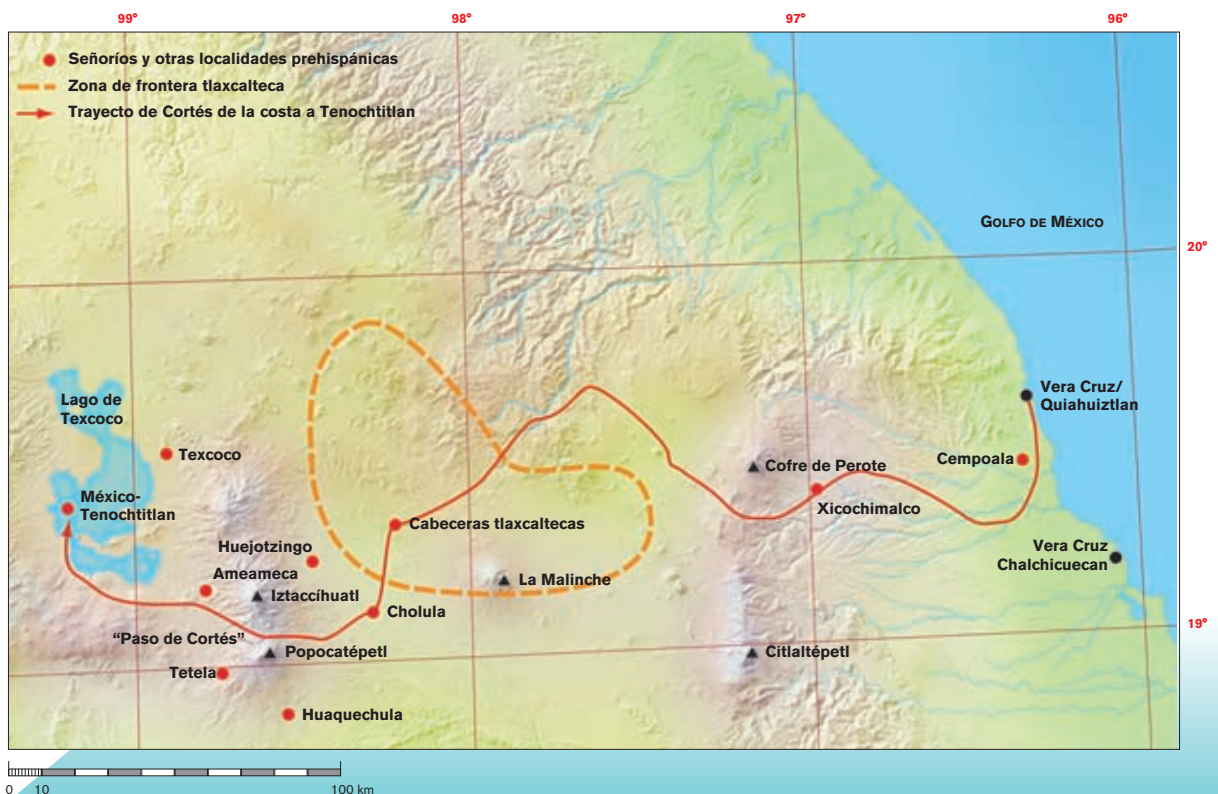 99°
98°
97°
96°
Señoríos y otras localidades prehispánicas
Zona de frontera tlaxcalteca
Trayecto de Cortés de la costa a Tenochtitlan
GOLFO DE MÉXICO
20°
Lago de
Texcoco
Vera Cruz/
Quiahuiztlan
Texcoco
Cofre de Perote
Cempoala
México-
Tenochtitlan
Xicochimalco
Cabeceras tlaxcaltecas
Huejotzingo
Vera Cruz
Chalchicuecan
Ameameca
La Malinche
Iztaccíhuatl
Cholula
19°
“Paso de Cortés”
Popocatépetl
Citlaltépetl
Tetela
Huaquechula
0 10 100 km